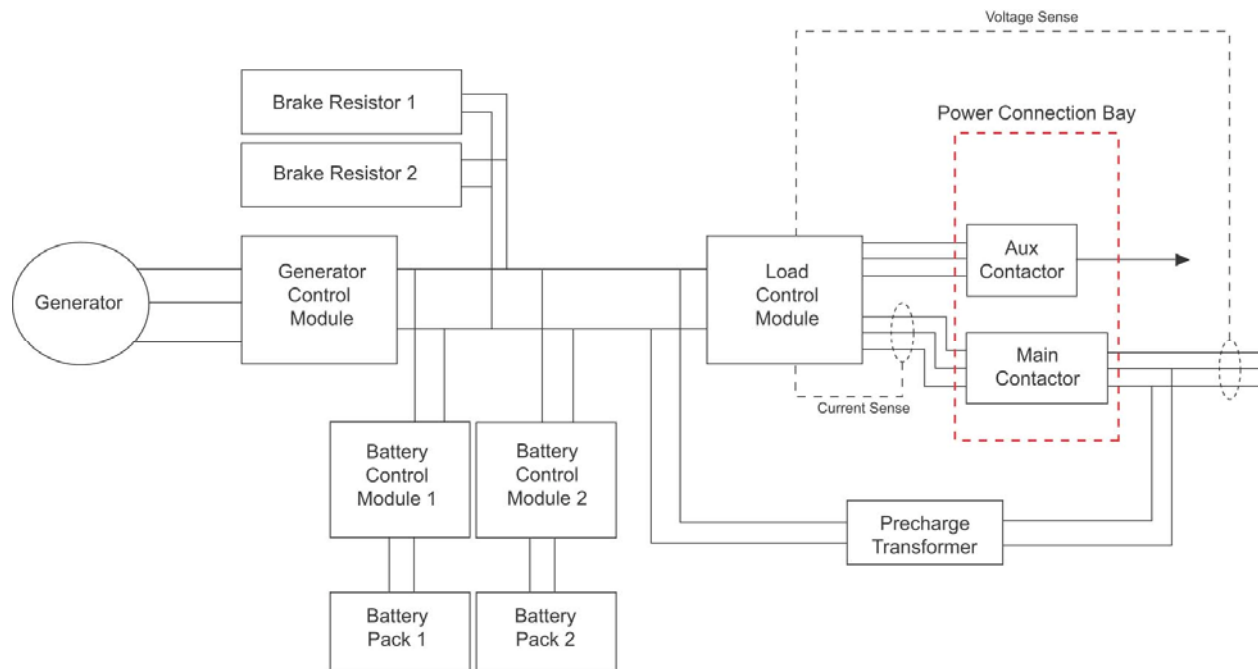 Voltage Sense
Brake Resistor 1
Power Connection Bay
Brake Resistor 2
Generator
Generator
Control
Module
Load
Control
Module
Aux
Contactor
Main
Contactor
Current Sense
Battery
Control
Module 1
Battery
Control
Module 2
Precharge
Transformer
Battery
Pack 1
Battery
Pack 2